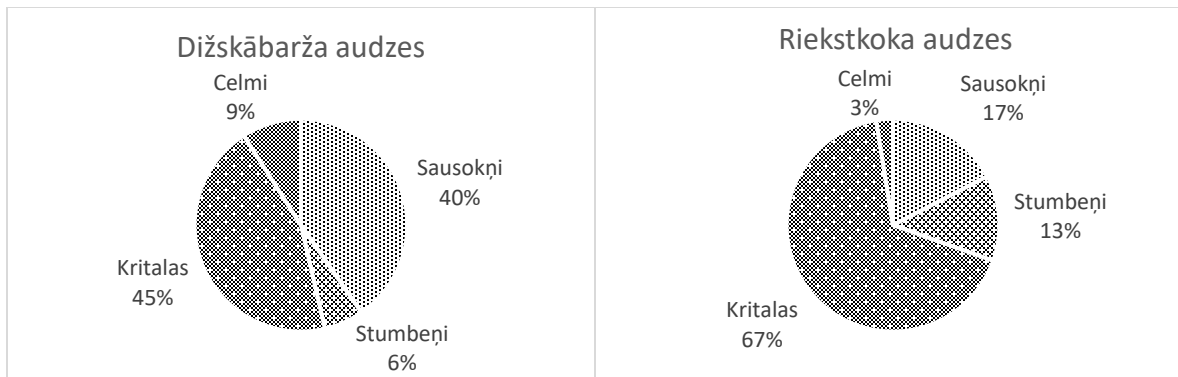 Dižskābarža audzes
Celmi
9%
Sausokņi
40%
Kritalas
45%
Stumbeņi
6%
Riekstkoka audzes
Celmi
3%
Sausokņi
17%
Stumbeņi
13%
Kritalas
67%